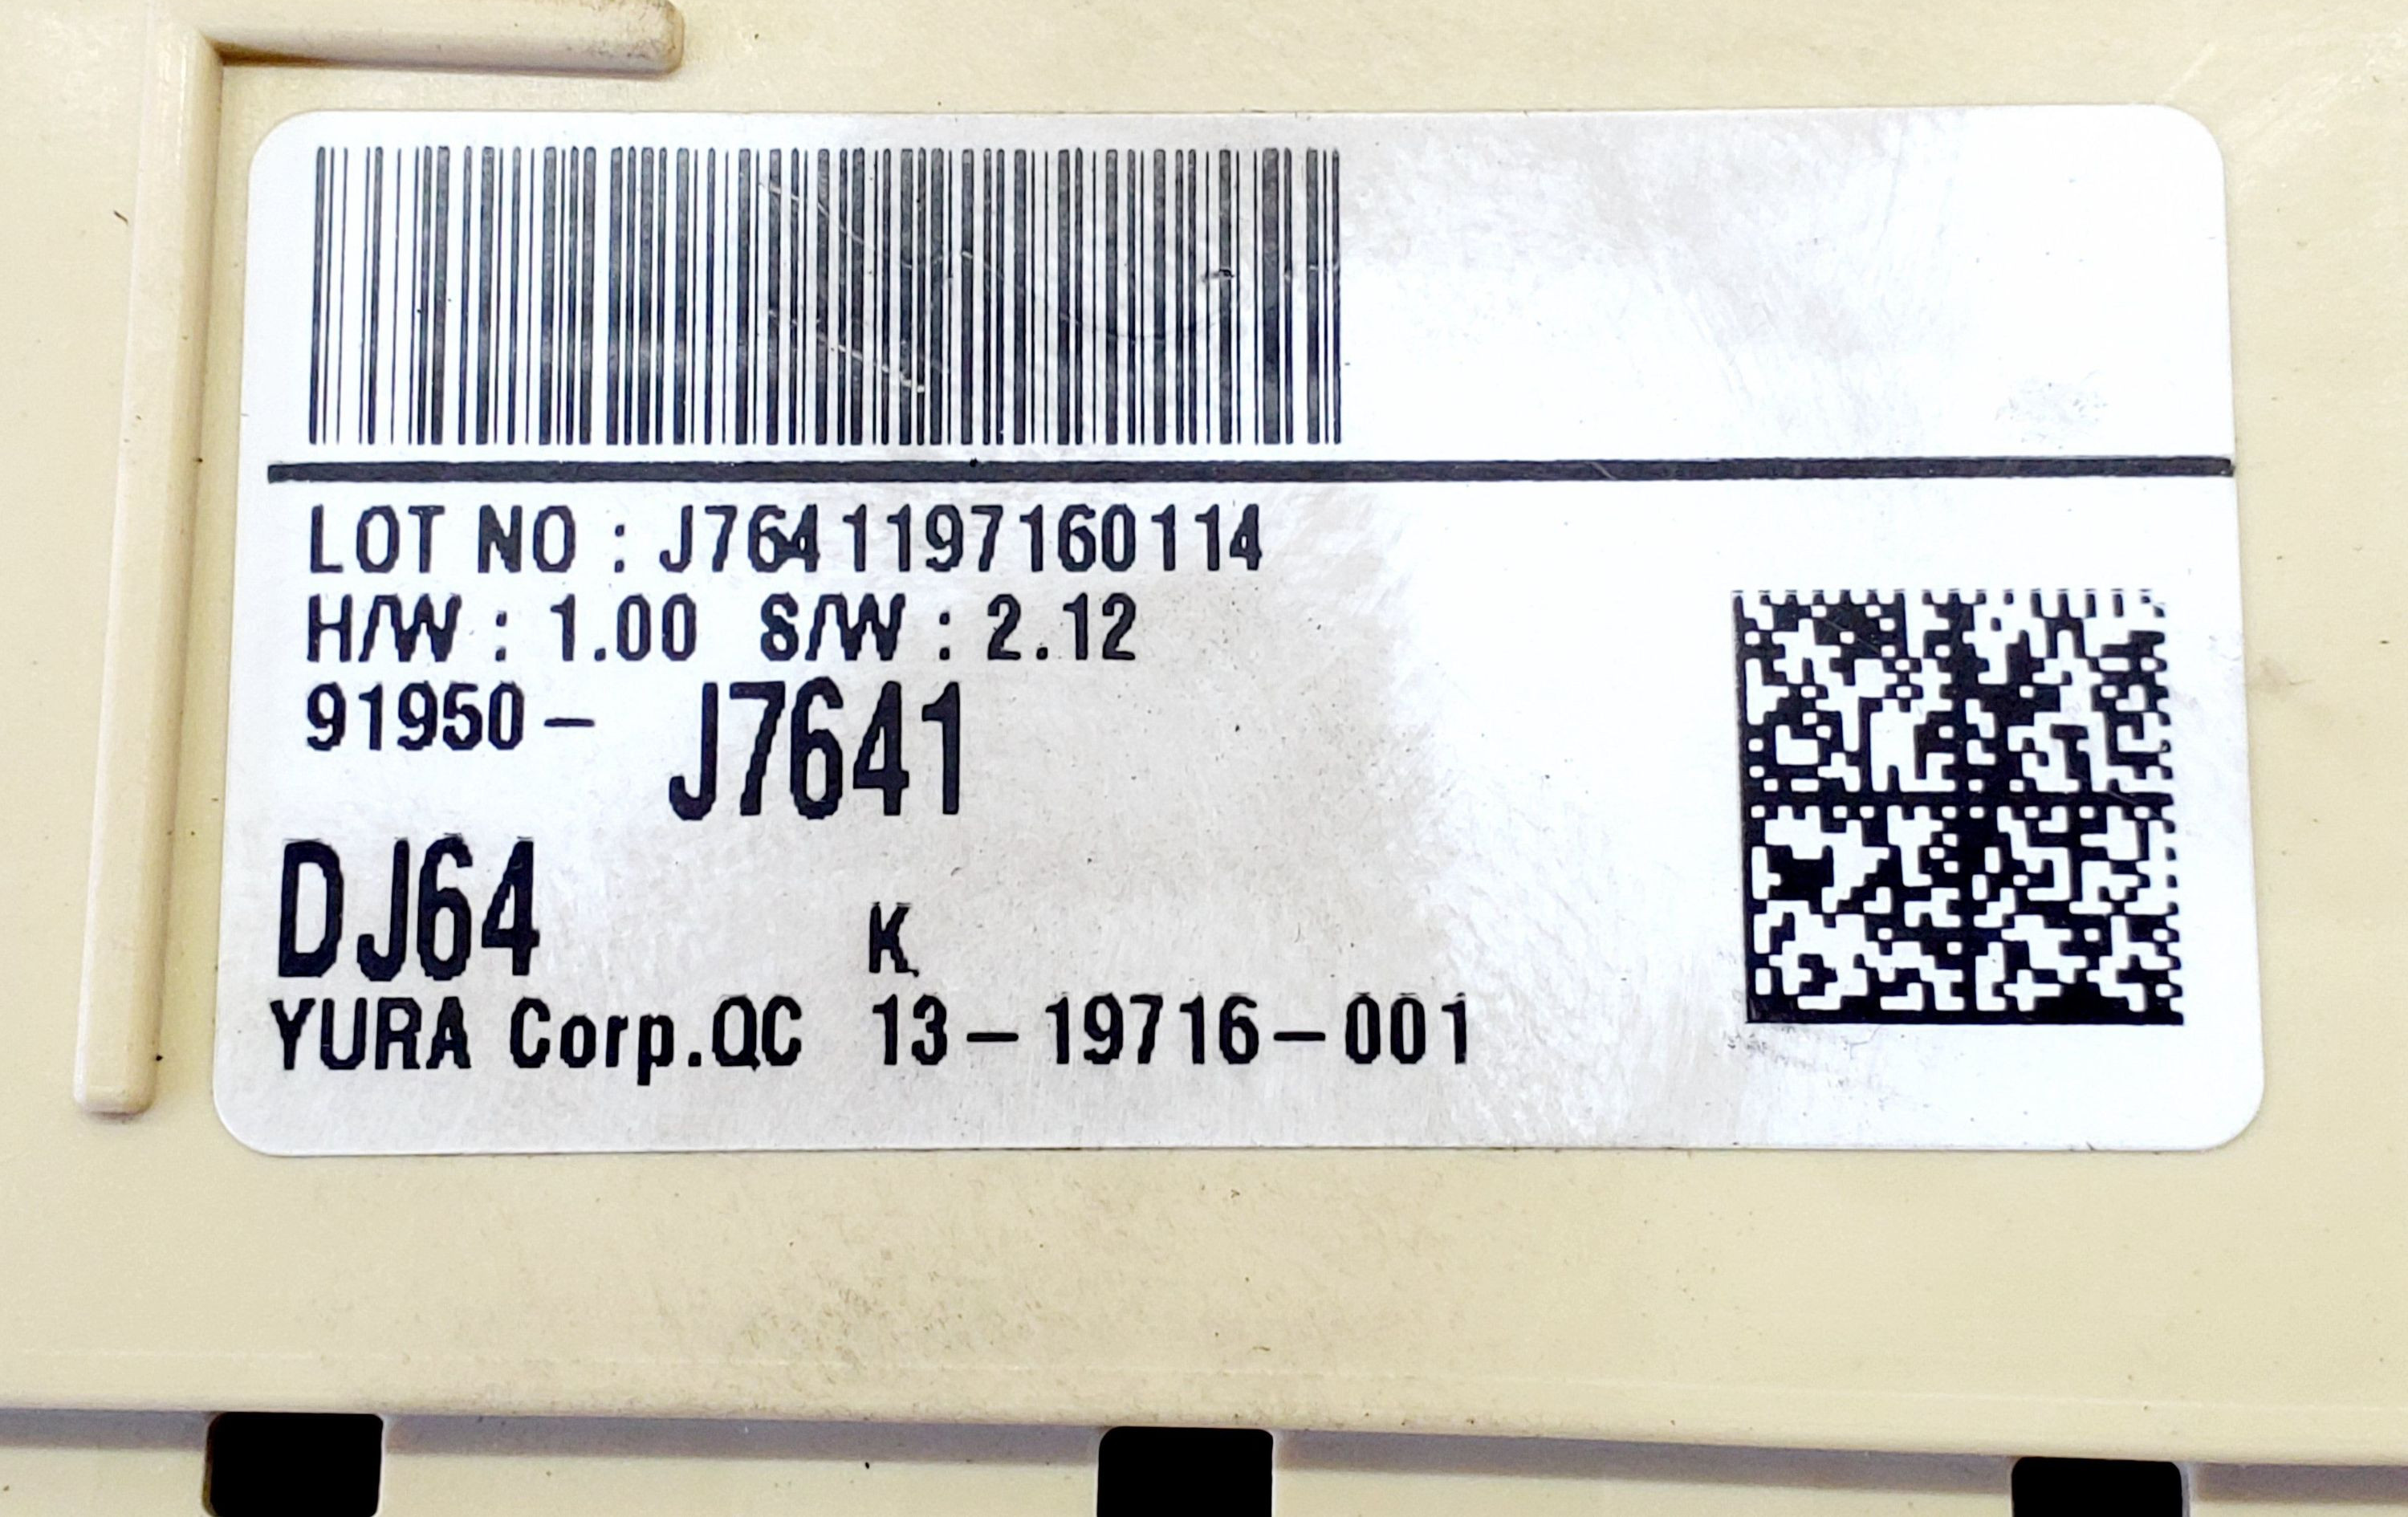 LOT NO : J7641197160114
H/W : 1.00 S/W : 2.12
91950- J7641
DJ64 K
YURA Corp.QC 13-19716-001